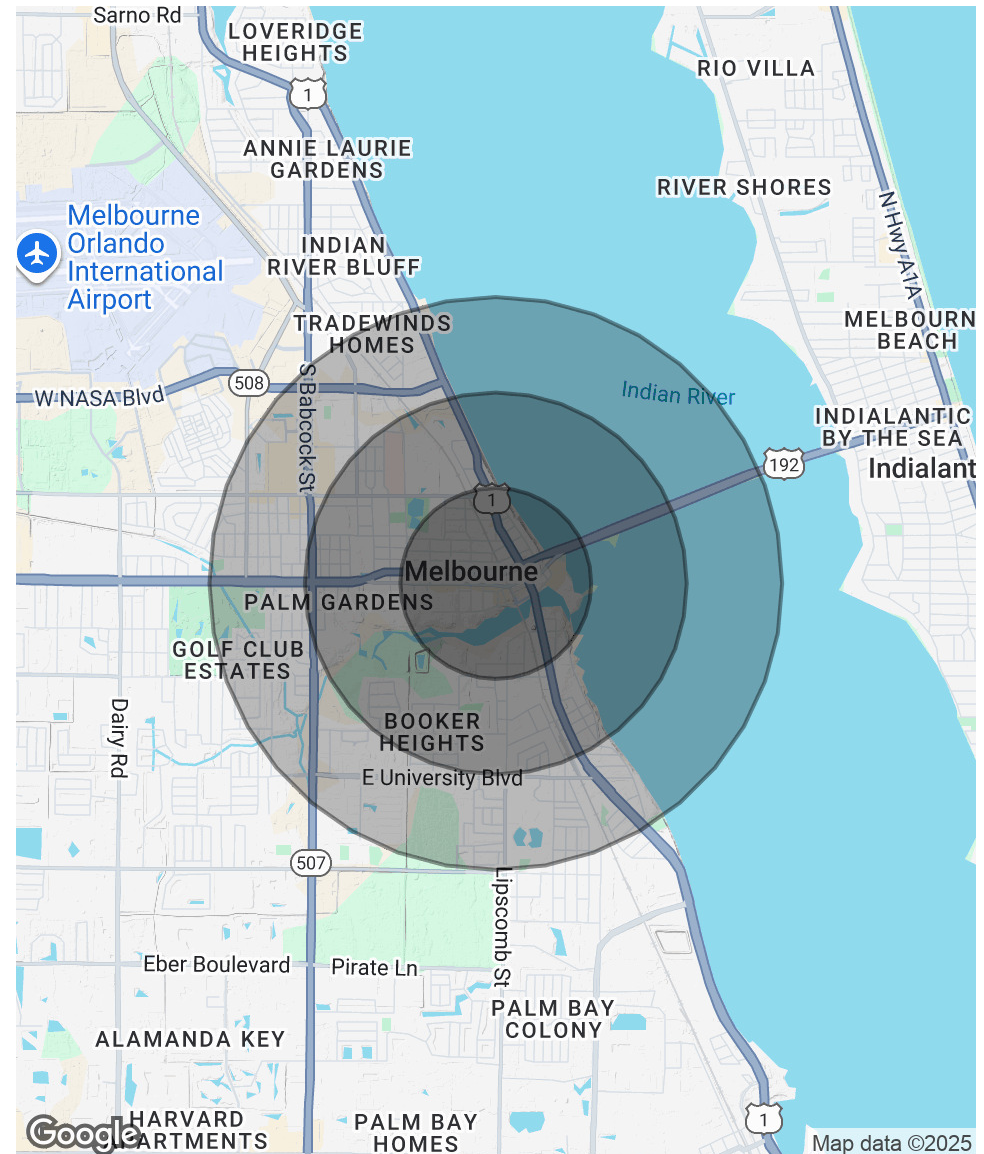 Sarno Rd
LOVERIDGE
HEIGHTS
1
RIO VILLA
ANNIE LAURIE
GARDENS
RIVER SHORES
Melbourne
Orlando
International
Airport
N Hwy A1A
INDIAN
RIVER BLUFF
TRADEWINDS
HOMES
MELBOURN
BEACH
508
W NASA Blvd
S Babcock St
Indian River
INDIALANTIC
BY THE SEA
192
Indialant
1
Melbourne
PALM GARDENS
GOLF CLUB
ESTATES
Dairy Rd
BOOKER
HEIGHTS
E University Blvd
507
Lipscomb St
Eber Boulevard
Pirate Ln
PALM BAY
COLONY
ALAMANDA KEY
HARVARD
APARTMENTS
PALM BAY
HOMES
1
Google
Map data ©2025